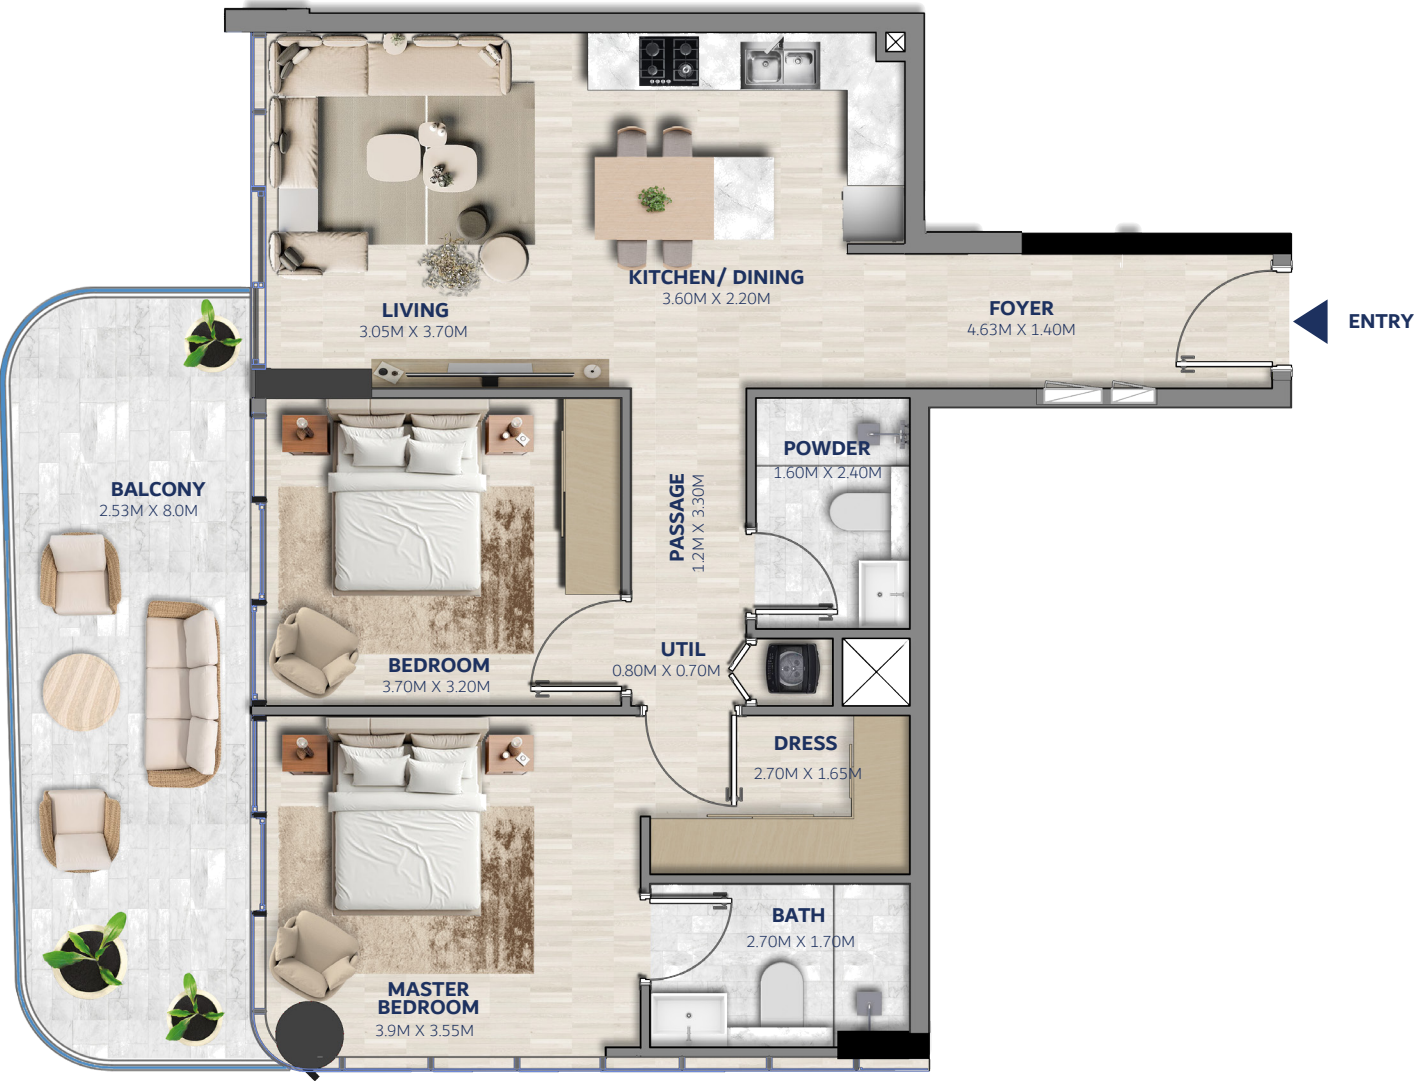 KITCHEN/ DINING
3.60M X 2.20M
LIVING
3.05M X 3.70M
FOYER
4.63M X 1.40M
ENTRY
POWDER
1.60M X 2.40M
BALCONY
2.53M X 8.0M
PASSAGE
1.2M X 3.30M
UTIL
0.80M X 0.70M
BEDROOM
3.70M X 3.20M
DRESS
2.70M X 1.65M
BATH
2.70M X 1.70M
MASTER
BEDROOM
3.9M X 3.55M